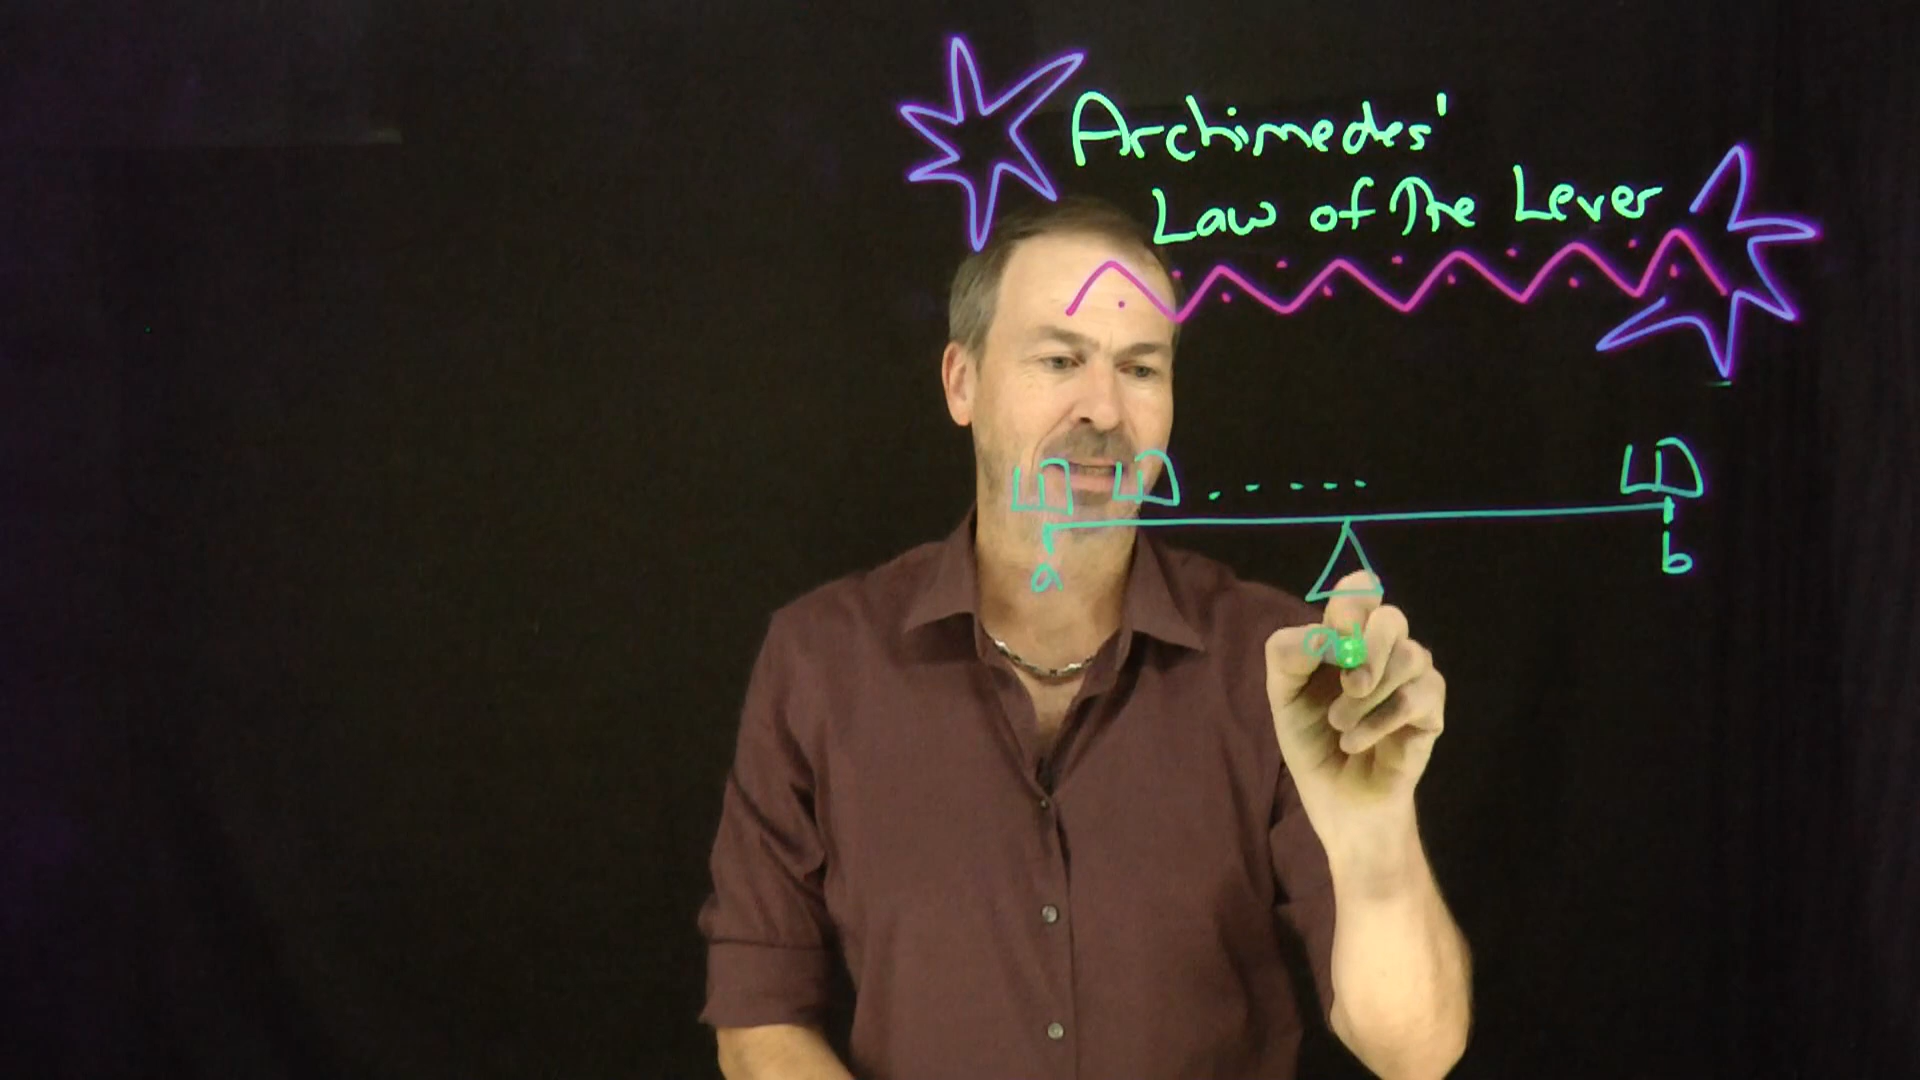 Archimedes'
Law of The Lever
a
b
a